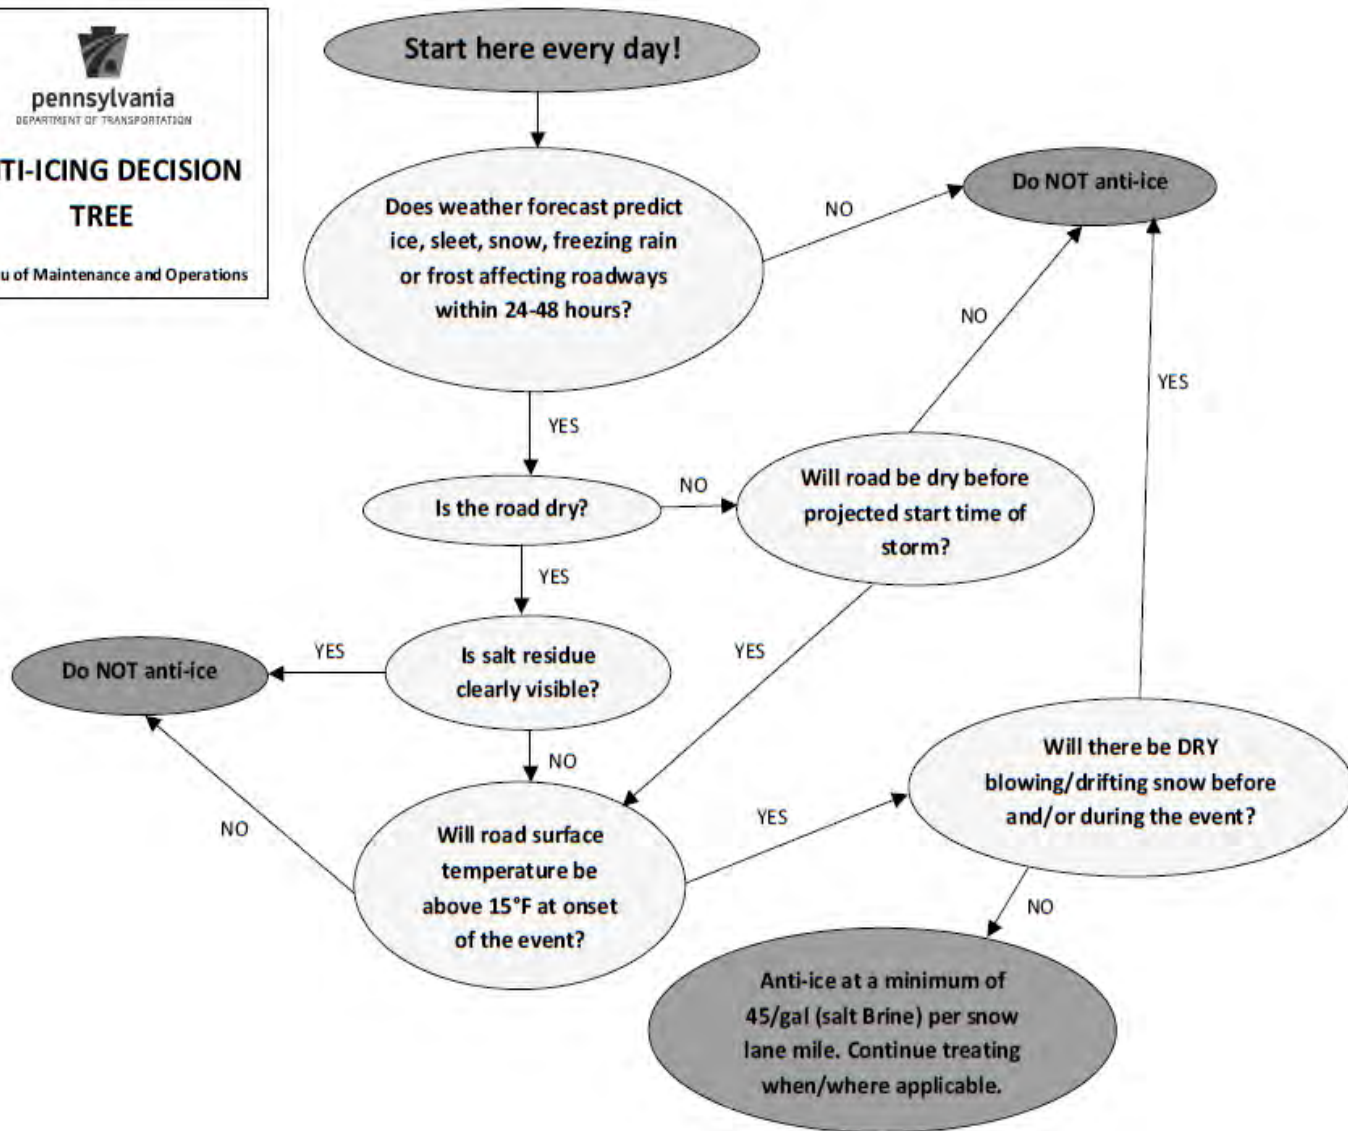 pennsylvania
DEPARTMENT OF TRANSPORTATION
TI-ICING DECISION
TREE
u of Maintenance and Operations
Start here every day!
Does weather forecast predict
ice, sleet, snow, freezing rain
or frost affecting roadways
within 24-48 hours?
NO
Do NOT anti-ice
YES
NO
YES
Is the road dry?
NO
Will road be dry before
projected start time of
storm?
YES
YES
Is salt residue
clearly visible?
YES
Do NOT anti-ice
NO
NO
Will road surface
temperature be
above 15°F at onset
of the event?
YES
Will there be DRY
blowing/drifting snow before
and/or during the event?
NO
Anti-ice at a minimum of
45/gal (salt Brine) per snow
lane mile. Continue treating
when/where applicable.